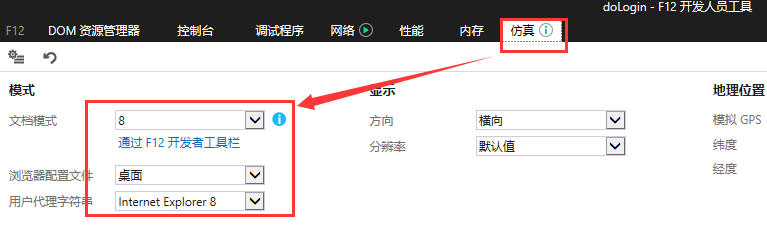 doLogin - F12 开发人员工具
F12 DOM 资源管理器 控制台 调试程序 网络 性能 内存 仿真
模式 显示 地理位置
文档模式 8 方向 横向 模拟 GPS
通过 F12 开发者工具栏 分辨率 默认值 纬度
浏览器配置文件 桌面 经度
用户代理字符串 Internet Explorer 8